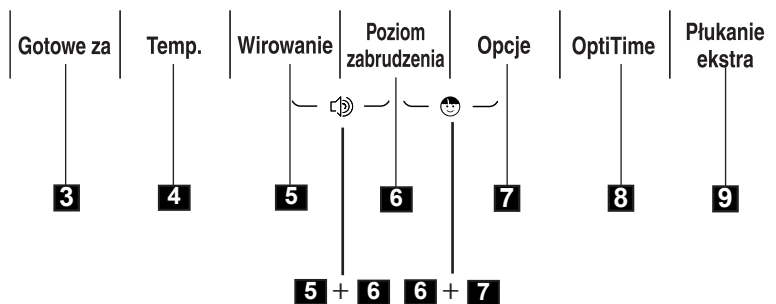 Gotowe za
Temp.
Wirowanie
Poziom
zabrudzenia
Opcje
OptiTime
Płukanie
ekstra
3 4 5 6 7 8 9
5 + 6 6 + 7